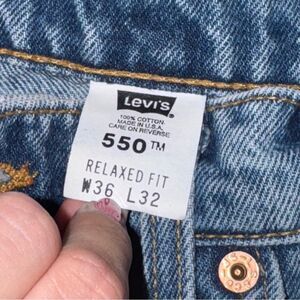 LEVI'S
100% COTTON
MADE IN U.S.A.
CARE ON REVERSE
550™
RELAXED FIT
W36 L32